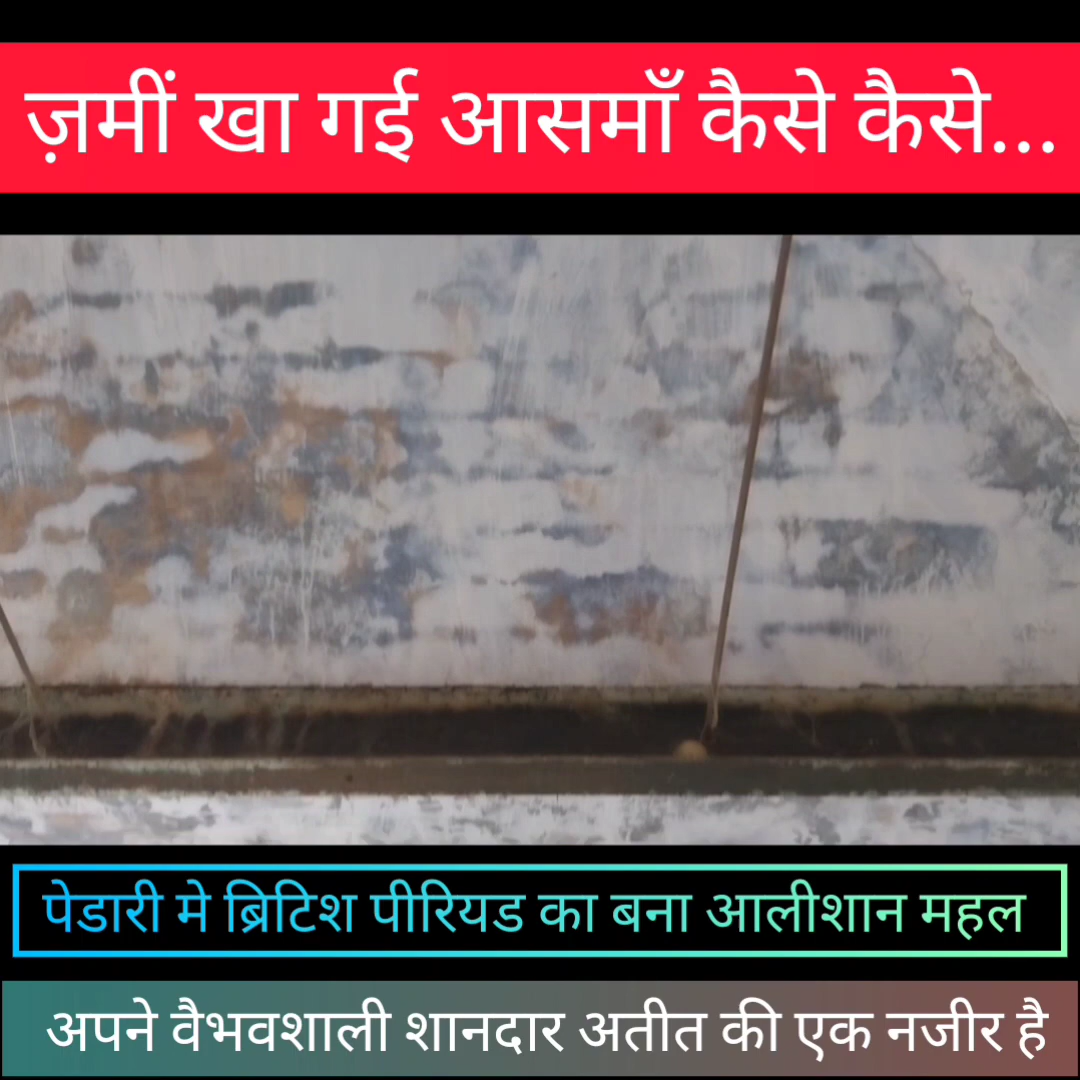 ज़मीं खा गई आसमाँ कैसे कैसे...
पेडारी मे ब्रिटिश पीरियड का बना आलीशान महल
अपने वैभवशाली शानदार अतीत की एक नजीर है